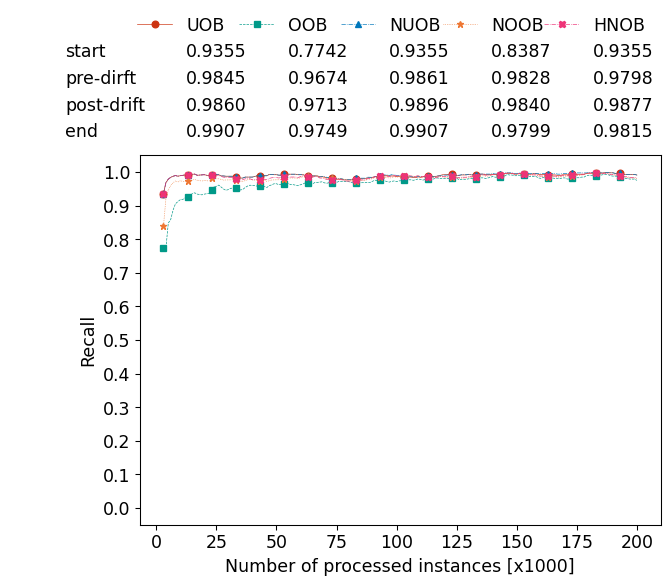 UOB OOB NUOB NOOB HNOB
start 0.9355 0.7742 0.9355 0.8387 0.9355
pre-dirft 0.9845 0.9674 0.9861 0.9828 0.9798
post-drift 0.9860 0.9713 0.9896 0.9840 0.9877
end 0.9907 0.9749 0.9907 0.9799 0.9815
1.0
0.9
0.8
0.7
0.6
0.5
0.4
0.3
0.2
0.1
0.0
Recall
0 25 50 75 100 125 150 175 200
Number of processed instances [x1000]